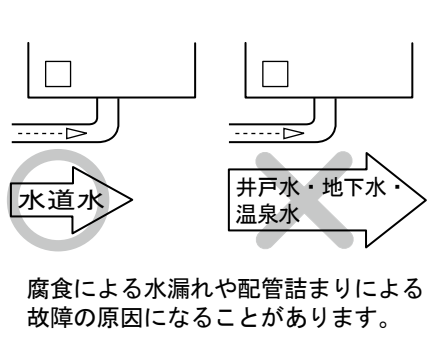 水道水
井戸水・地下水・
温泉水
腐食による水漏れや配管詰まりによる
故障の原因になることがあります。